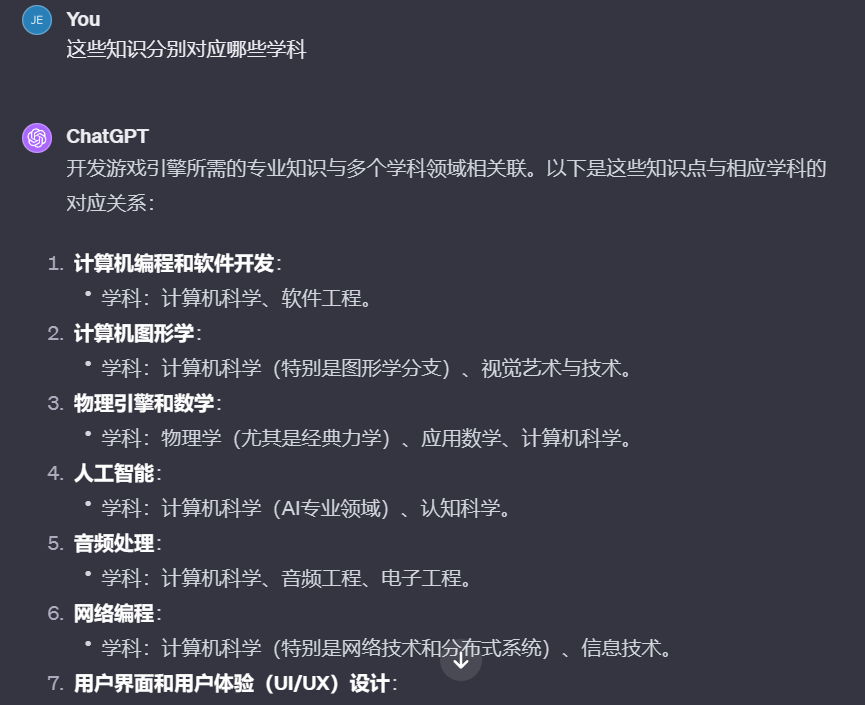 JE
You
这些知识分别对应哪些学科
ChatGPT
开发游戏引擎所需的专业知识与多个学科领域相关联。以下是这些知识点与相应学科的
对应关系：
1. 计算机编程和软件开发：
• 学科：计算机科学、软件工程。
2. 计算机图形学：
• 学科：计算机科学（特别是图形学分支）、视觉艺术与技术。
3. 物理引擎和数学：
• 学科：物理学（尤其是经典力学）、应用数学、计算机科学。
4. 人工智能：
• 学科：计算机科学（AI专业领域）、认知科学。
5. 音频处理：
• 学科：计算机科学、音频工程、电子工程。
6. 网络编程：
• 学科：计算机科学（特别是网络技术和分布式系统）、信息技术。
7. 用户界面和用户体验（UI/UX）设计：